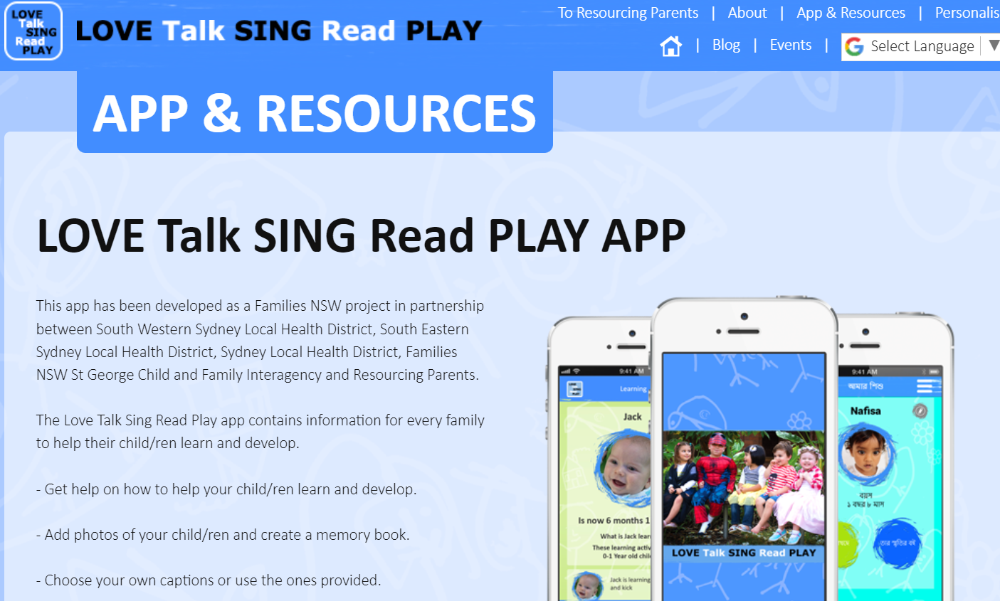 LOVE
Talk
SING
Read
PLAY
LOVE Talk SING Read PLAY
To Resourcing Parents | About | App & Resources | Personalis
| Blog | Events |
Select Language
APP & RESOURCES
LOVE Talk SING Read PLAY APP
This app has been developed as a Families NSW project in partnership
between South Western Sydney Local Health District, South Eastern
Sydney Local Health District, Sydney Local Health District, Families
NSW St George Child and Family Interagency and Resourcing Parents.
The Love Talk Sing Read Play app contains information for every family
to help their child/ren learn and develop.
- Get help on how to help your child/ren learn and develop.
- Add photos of your child/ren and create a memory book.
- Choose your own captions or use the ones provided.
9:41 AM
Learning
Jack
Is now 6 months 1
What is Jack lear
These learning activ
0-1 Year old chil
Jack is learning
and kick
LOVE Talk SING Read PLAY
9:41 AM
আমার শিশু
Nafisa
বয়স
১ বছর ৮ মাস
তার স্মৃতির বই